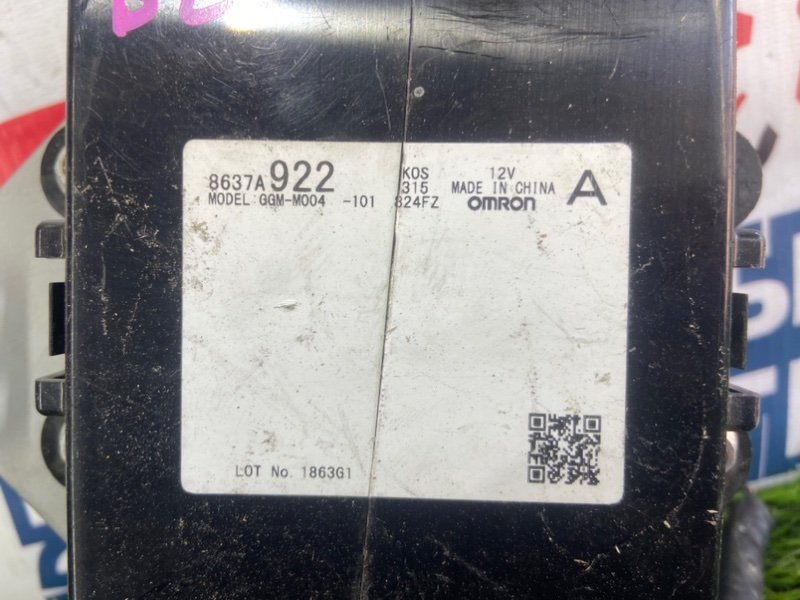 8637A922 KOS 12V
315 MADE IN CHINA A
MODEL GGM-M004 -101 824FZ OMRON
LOT No. 1863G1